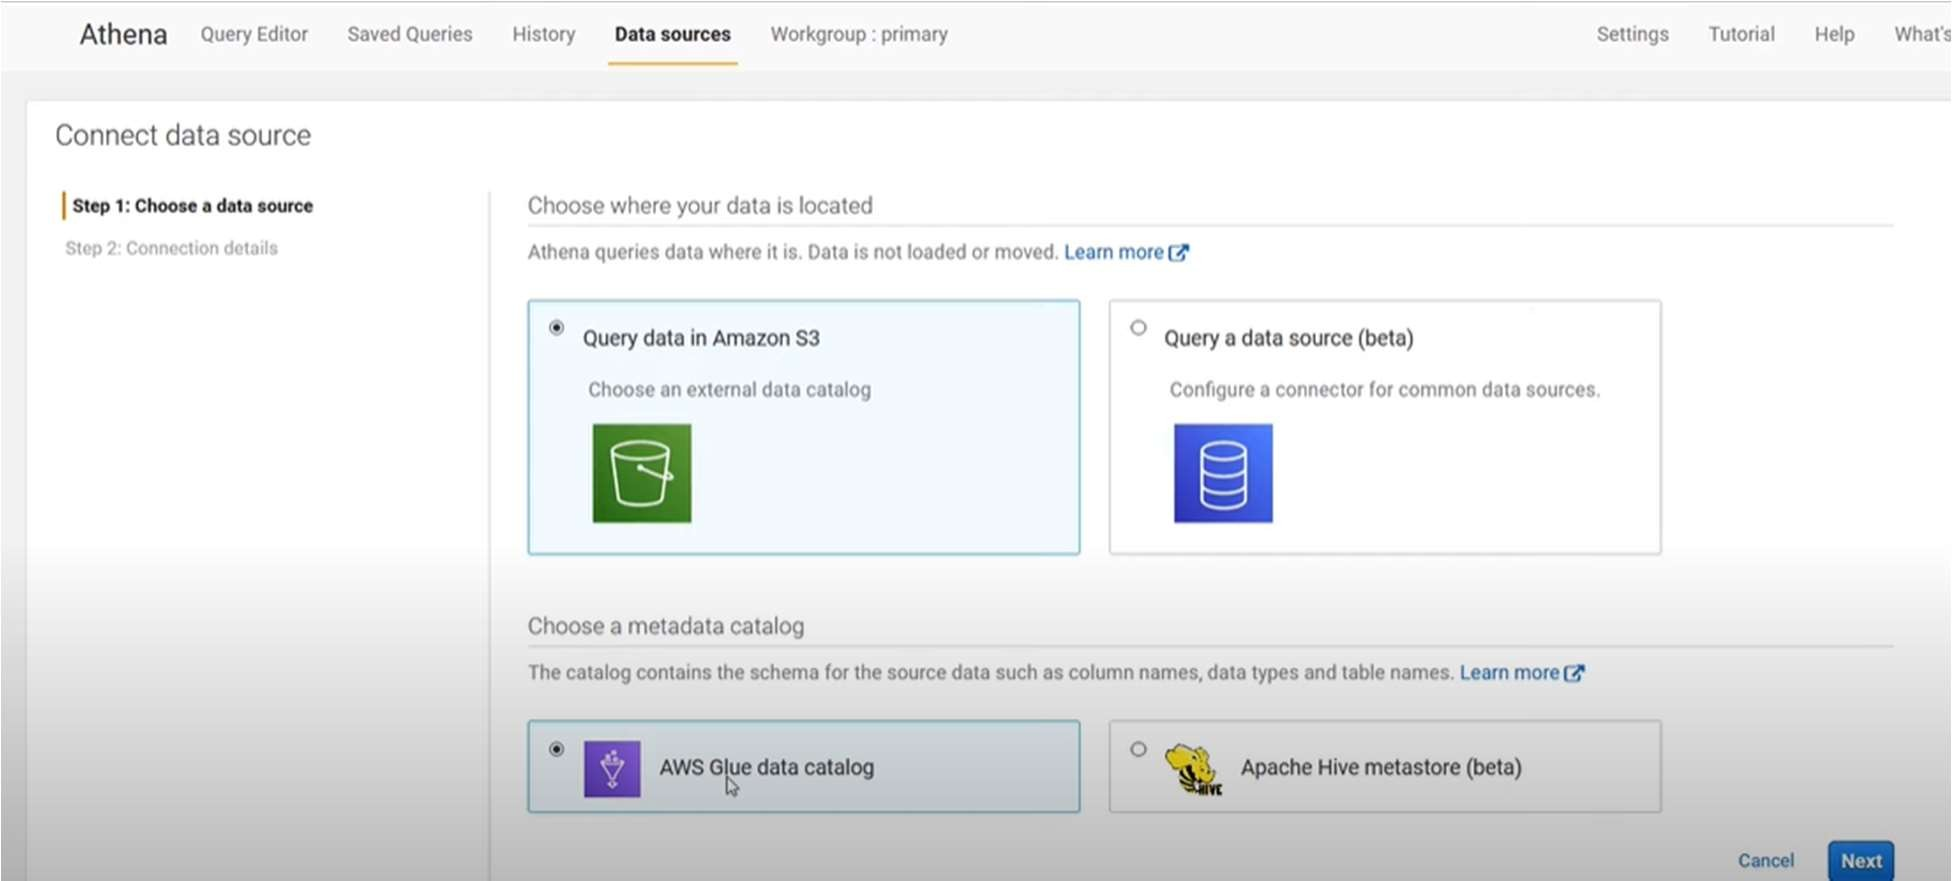 Athena Query Editor Saved Queries History Data sources Workgroup : primary Settings Tutorial Help What's
Connect data source
Step 1: Choose a data source
Step 2: Connection details
Choose where your data is located
Athena queries data where it is. Data is not loaded or moved. Learn more
Query data in Amazon S3
Choose an external data catalog
Query a data source (beta)
Configure a connector for common data sources.
Choose a metadata catalog
The catalog contains the schema for the source data such as column names, data types and table names. Learn more
AWS Glue data catalog
HIVE
Apache Hive metastore (beta)
Cancel Next